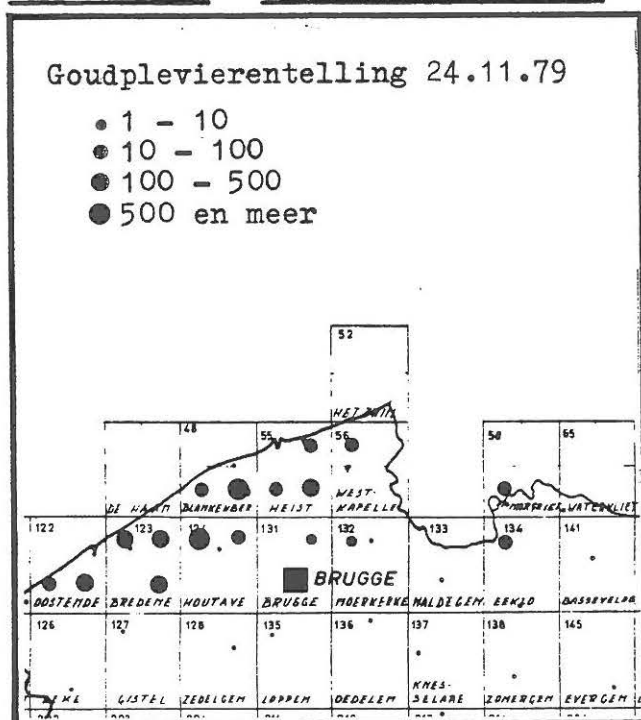 Goudplevierentelling 24.11.79
1 - 10
10 - 100
100 - 500
500 en meer
52
HET ZWIN
48 55 56 50 65
DE HAAN BLANKENBER HEIST WEST-
KAPELLE WATERVLIET
122 123 131 132 133 134 141
BRUGGE
OOSTENDE BREDENE HOUTAVE BRUGGE MOERKERKE MALDEGEM EEKLO BASSEVELDE
126 127 128 135 136 137 138 145
GISTEL ZEDELGEM LOPPEM OEDELEM KNES-
SELARE ZOMERGEM EVERGEM